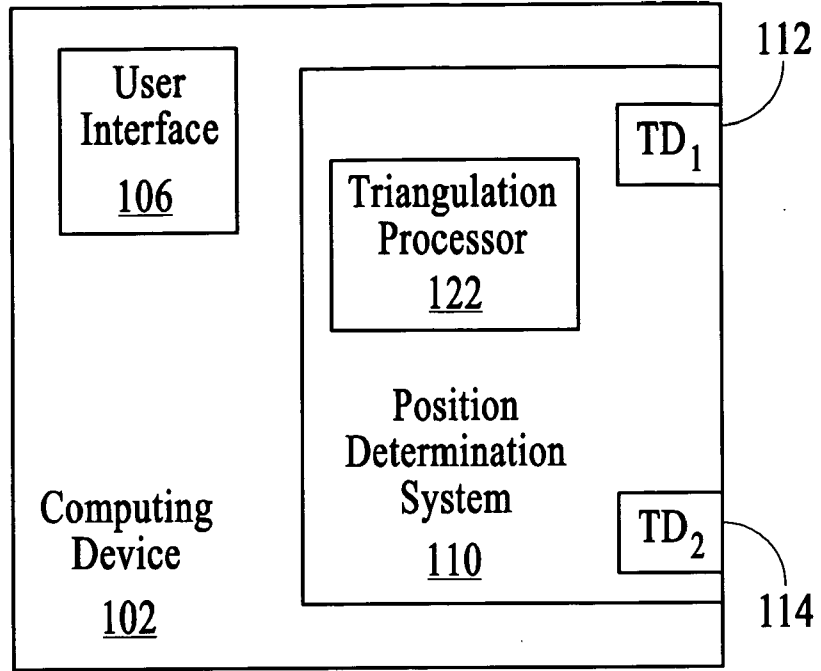 User
Interface
106
Triangulation
Processor
122
TD1
112
Position
Determination
System
110
Computing
Device
102
TD2
114